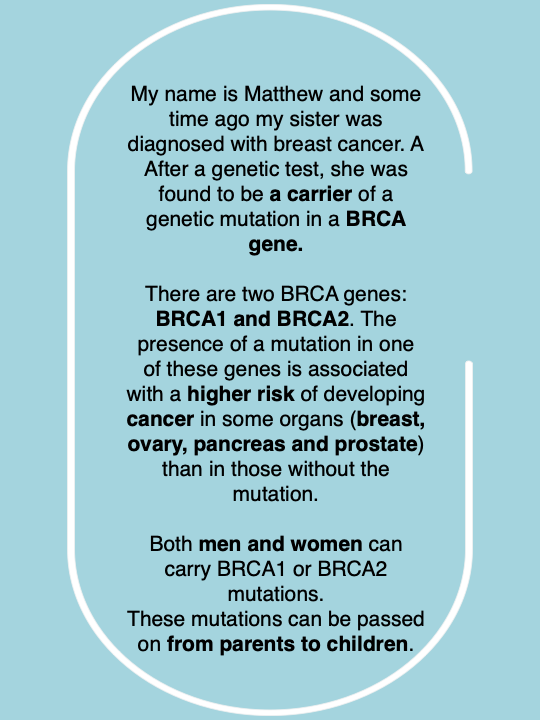 My name is Matthew and some
time ago my sister was
diagnosed with breast cancer. A
After a genetic test, she was
found to be a carrier of a
genetic mutation in a BRCA
gene.
There are two BRCA genes:
BRCA1 and BRCA2. The
presence of a mutation in one
of these genes is associated
with a higher risk of developing
cancer in some organs (breast,
ovary, pancreas and prostate)
than in those without the
mutation.
Both men and women can
carry BRCA1 or BRCA2
mutations.
These mutations can be passed
on from parents to children.